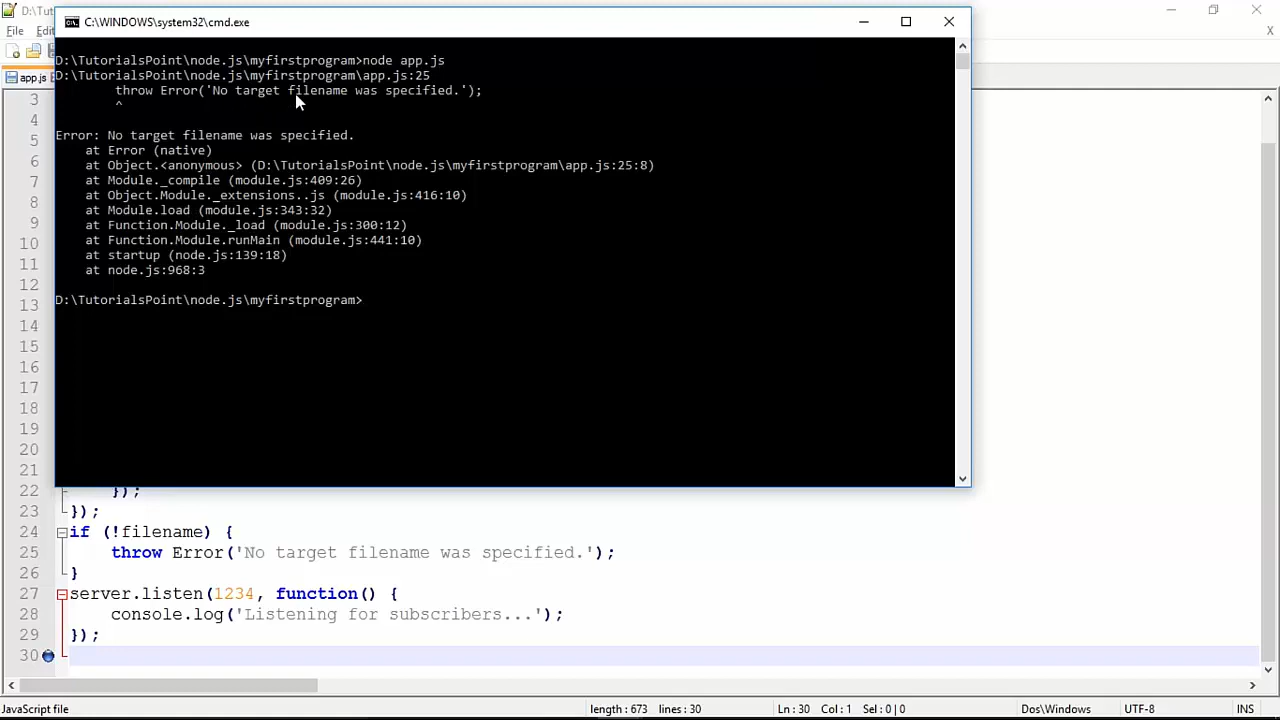 D:\Tu
C:\WINDOWS\system32\cmd.exe
File
Edi
X
app.js
D:\TutorialsPoint\node.js\myfirstprogram>node app.js
D:\TutorialsPoint\node.js\myfirstprogram\app.js:25
throw Error('No target filename was specified.');
^
Error: No target filename was specified.
at Error (native)
at Object.<anonymous> (D:\TutorialsPoint\node.js\myfirstprogram\app.js:25:8)
at Module._compile (module.js:409:26)
at Object.Module._extensions..js (module.js:416:10)
at Module.load (module.js:343:32)
at Function.Module._load (module.js:300:12)
at Function.Module.runMain (module.js:441:10)
at startup (node.js:139:18)
at node.js:968:3
D:\TutorialsPoint\node.js\myfirstprogram>
3
4
5
6
7
8
9
10
11
12
13
14
15
16
17
18
19
20
21
22 });
23 });
24 if (!filename) {
25 throw Error('No target filename was specified.');
26 }
27 server.listen(1234, function() {
28 console.log('Listening for subscribers...');
29 });
30
JavaScript file length : 673 lines : 30 Ln : 30 Col : 1 Sel : 0 | 0 Dos\Windows UTF-8 INS